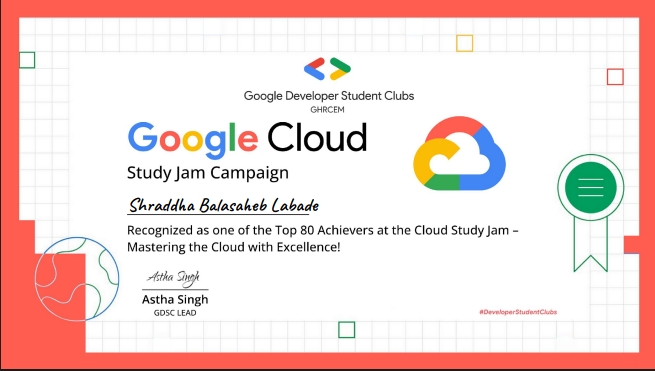 Google Developer Student Clubs
GHRCEM
Google Cloud
Study Jam Campaign
Shraddha Balasaheb Labade
Recognized as one of the Top 80 Achievers at the Cloud Study Jam –
Mastering the Cloud with Excellence!
Astha Singh
Astha Singh
GDSC LEAD
#DeveloperStudentClubs